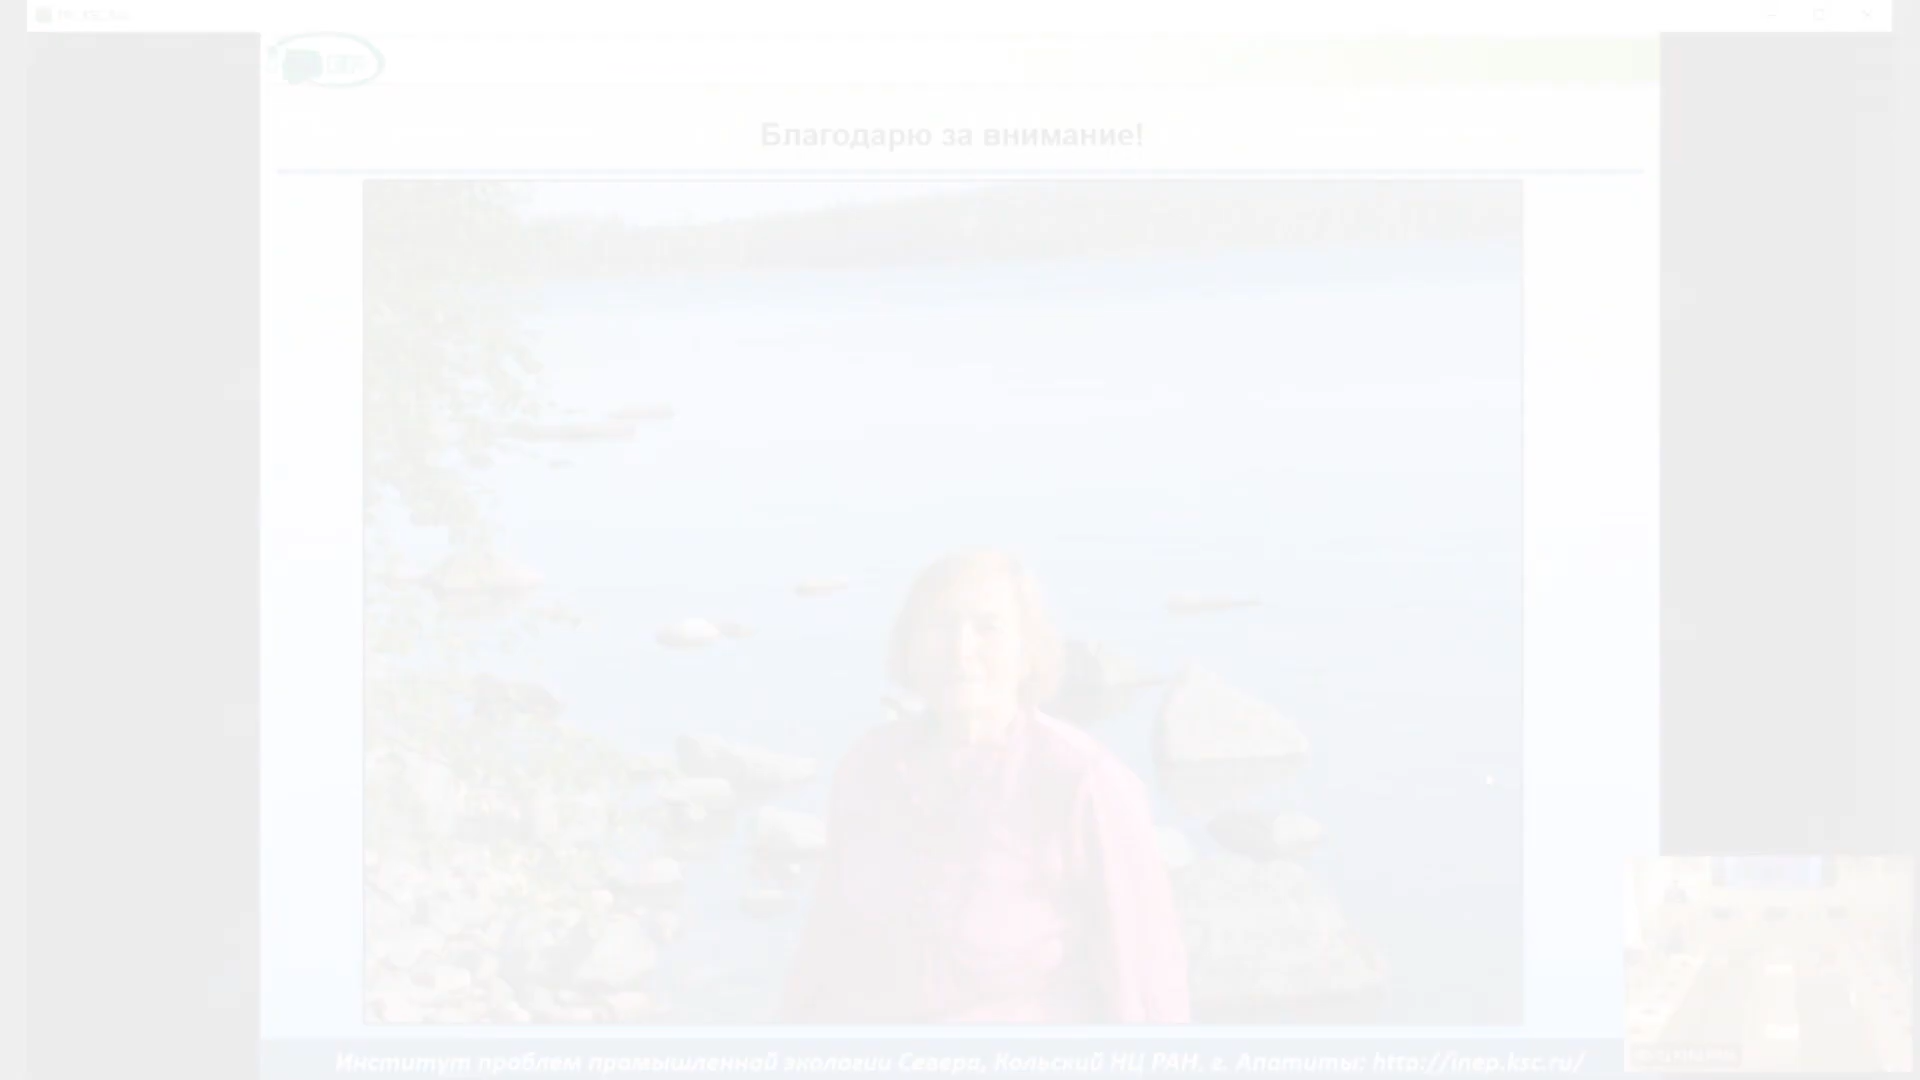 Благодарю за внимание!
Институт проблем промышленной экологии Севера, Кольский НЦ РАН, г. Апатиты: http://inep.ksc.ru/